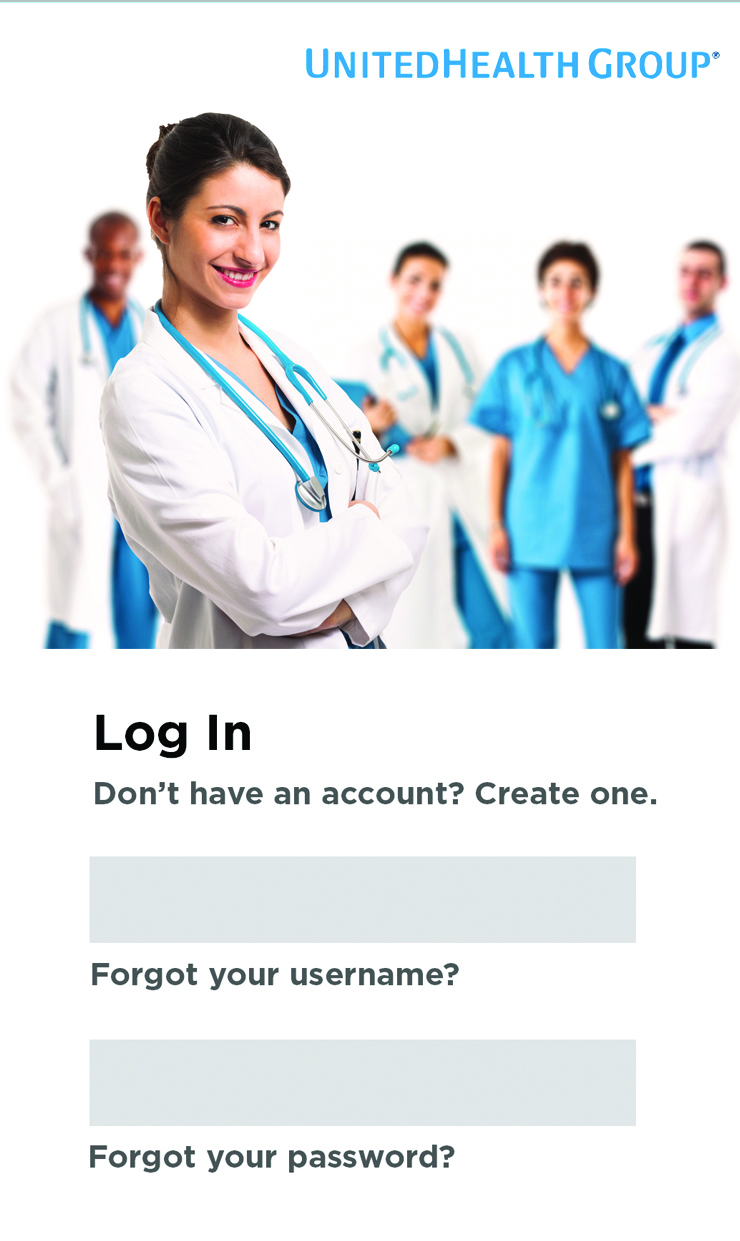 UNITEDHEALTH GROUP®
Log In
Don’t have an account? Create one.
Forgot your username?
Forgot your password?